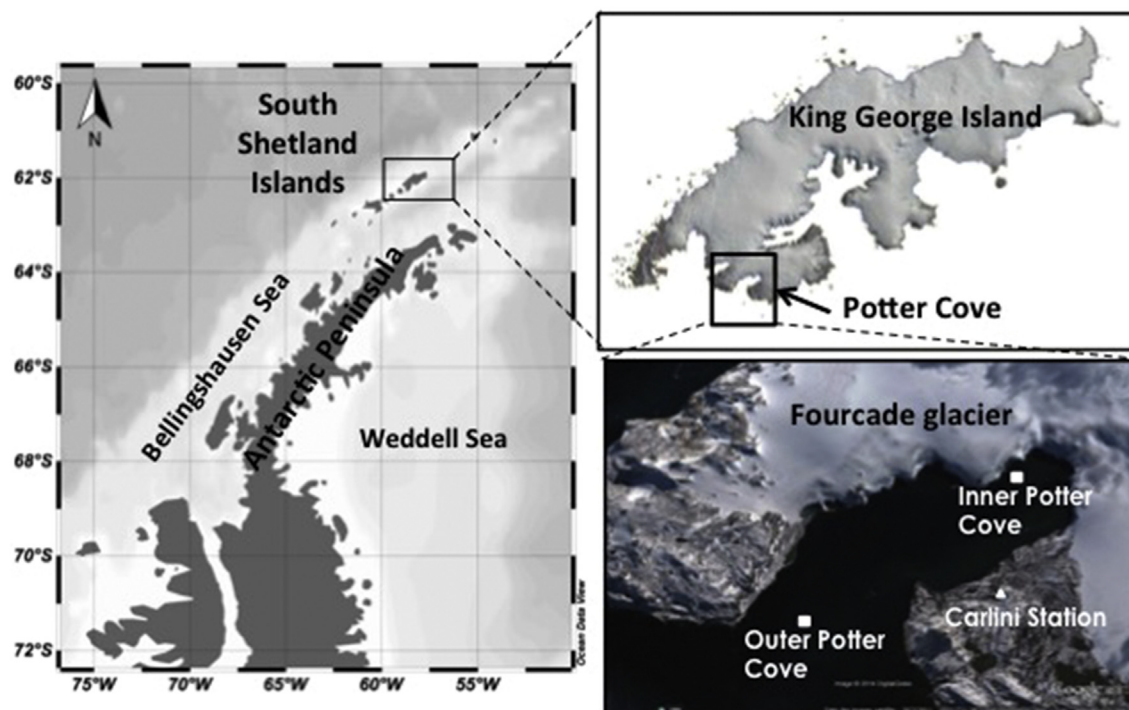 60°S
62°S
64°S
66°S
68°S
70°S
72°S
75°W
70°W
65°W
60°W
55°W
N
South
Shetland
Islands
Bellingshausen Sea
Antarctic Peninsula
Weddell Sea
Ocean Data View
King George Island
Potter Cove
Fourcade glacier
Inner Potter
Cove
Carlini Station
Outer Potter
Cove